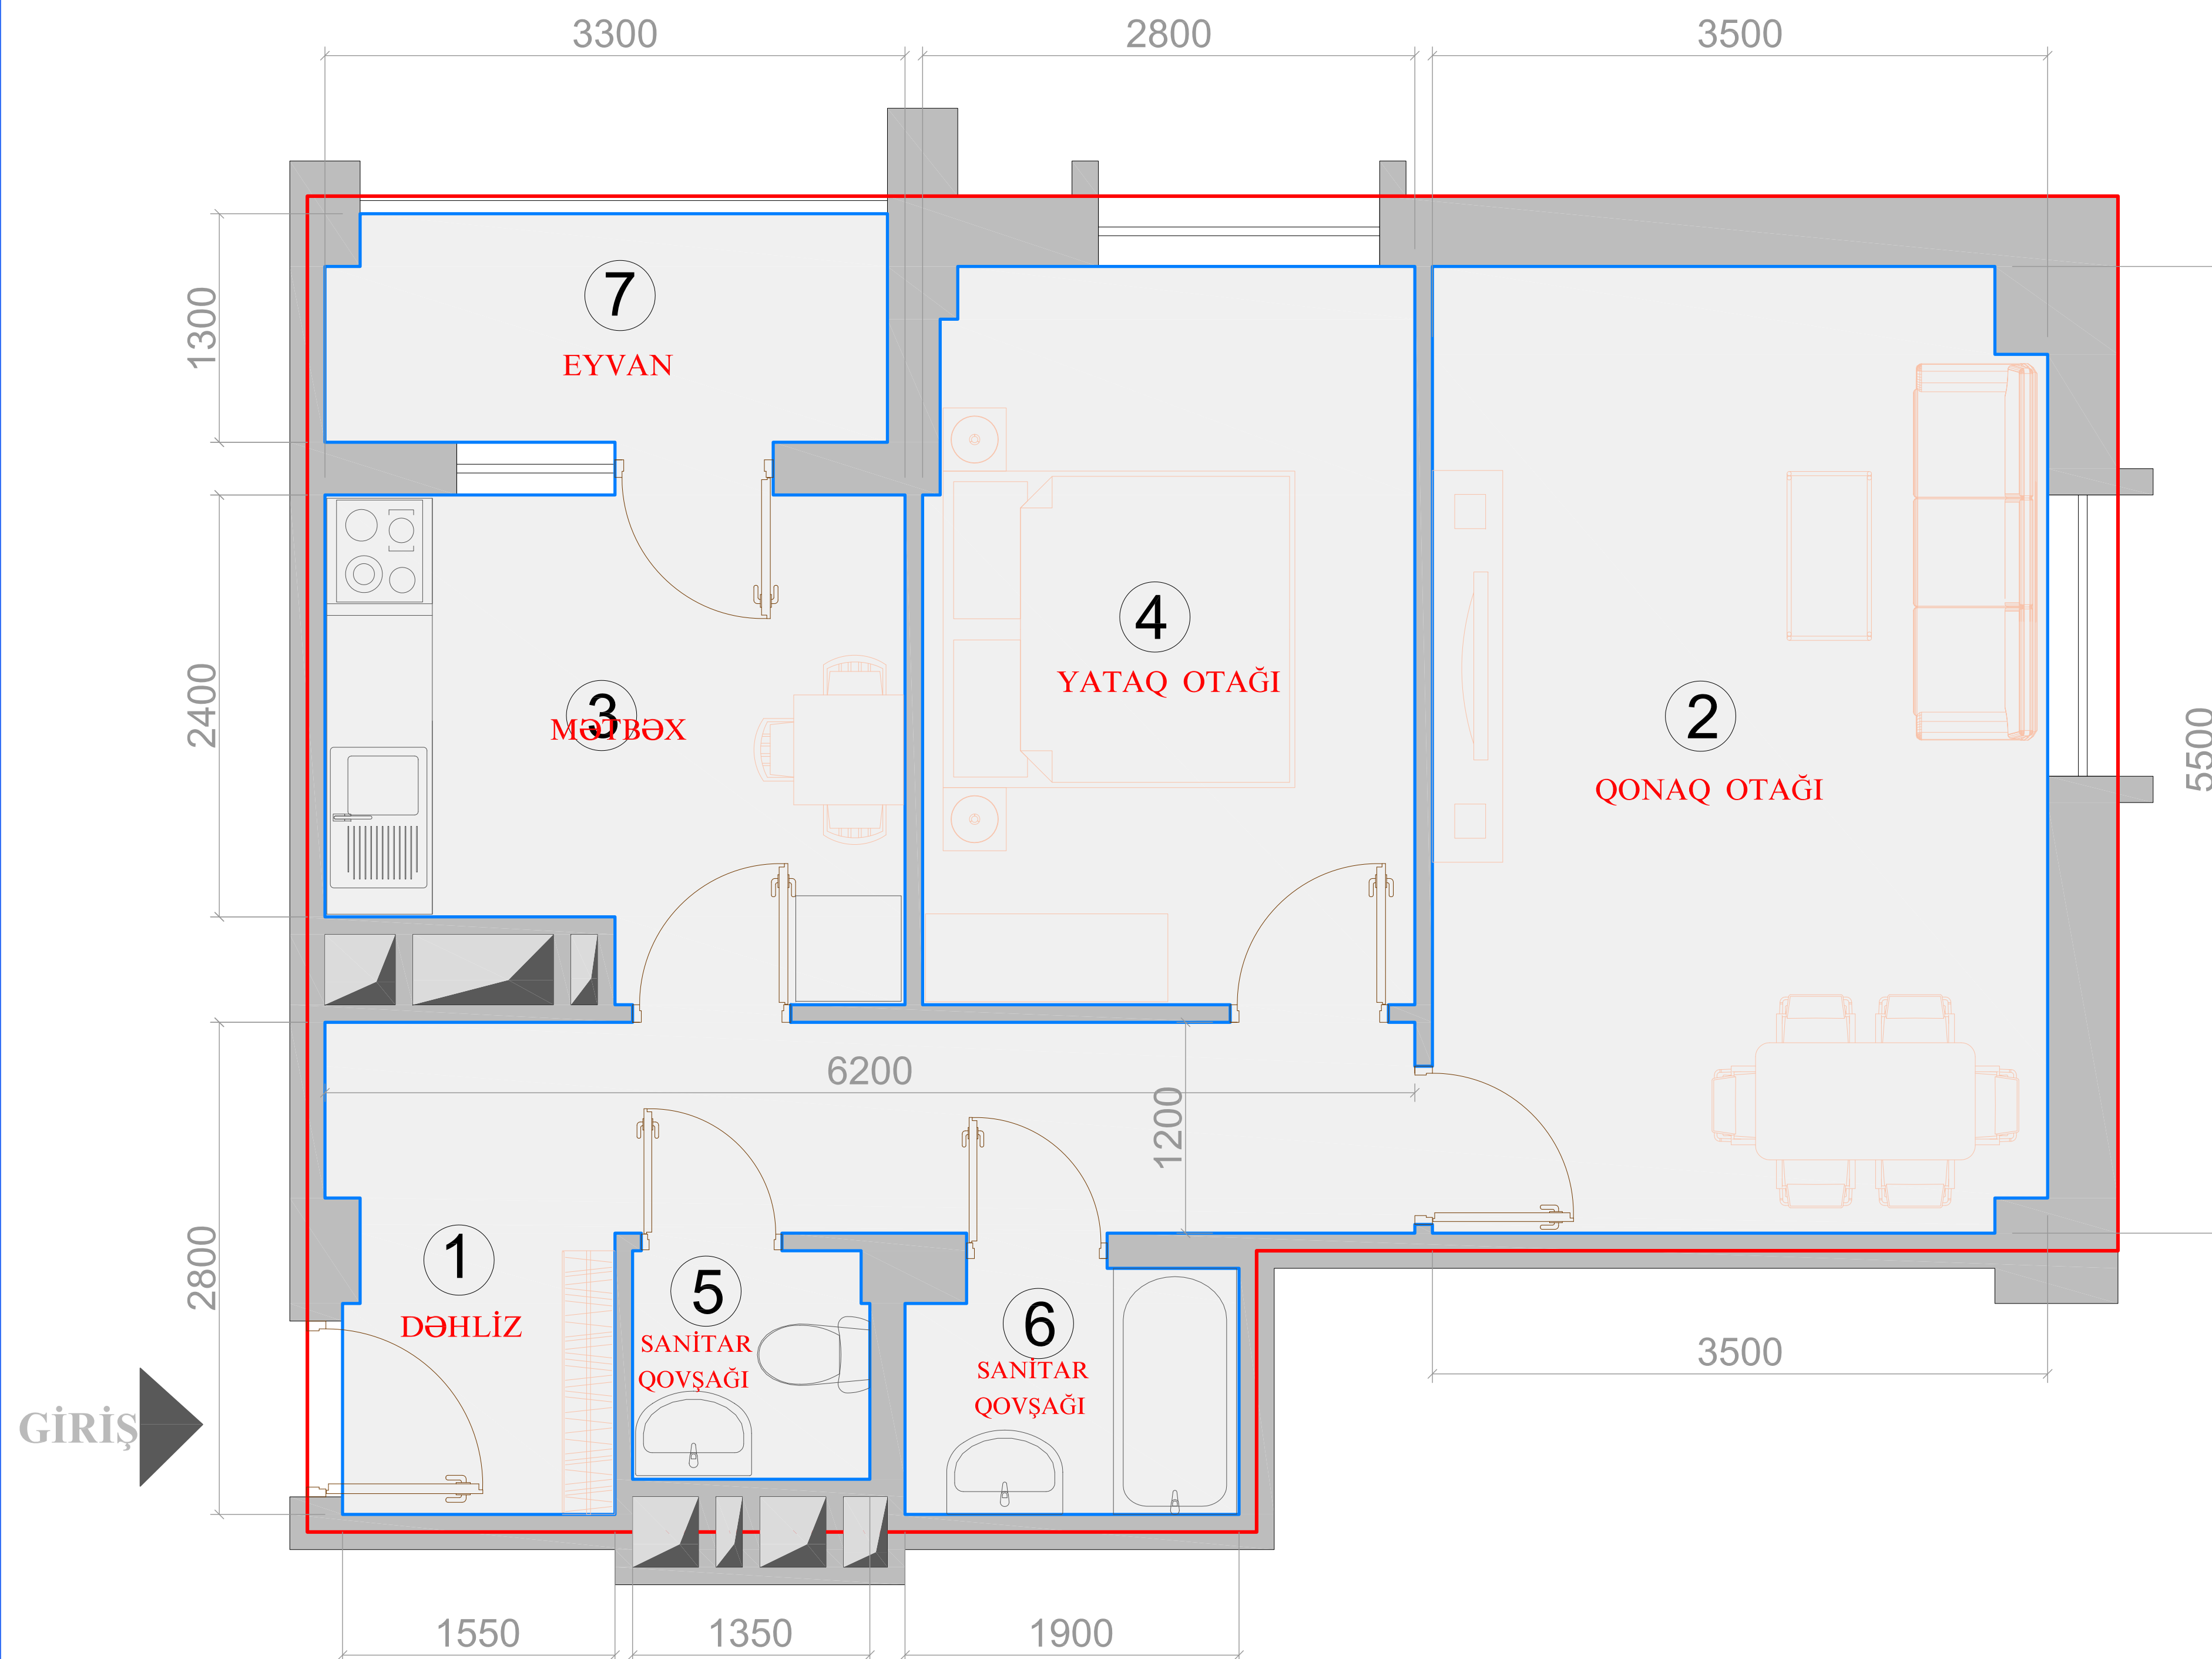 3300
2800
3500
1300
7
EYVAN
2400
3
MƏTBƏX
4
YATAQ OTAĞI
2
QONAQ OTAĞI
5500
6200
1200
2800
1
DƏHLİZ
5
SANİTAR
QOVŞAĞI
6
SANİTAR
QOVŞAĞI
3500
GİRİŞ
1550
1350
1900